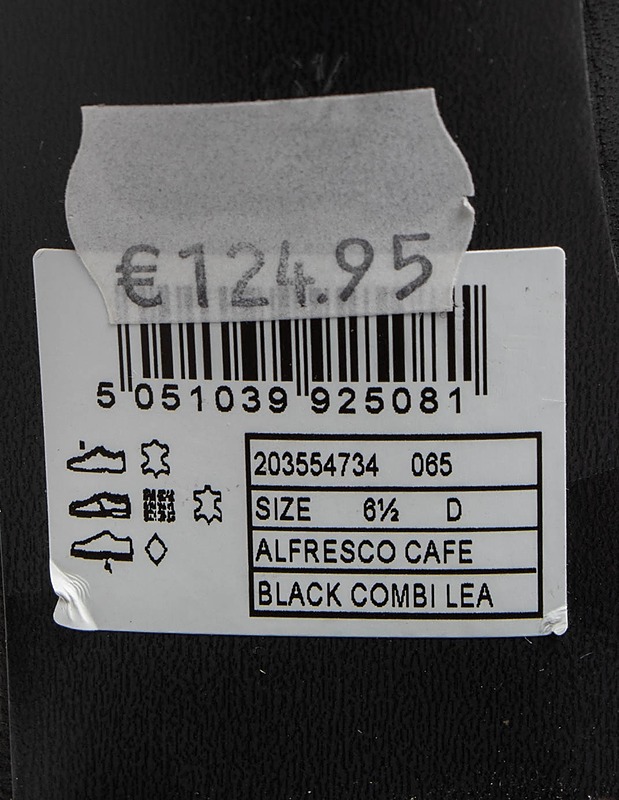 €124.95
5 051039 925081
203554734 065
SIZE 6½ D
ALFRESCO CAFE
BLACK COMBI LEA